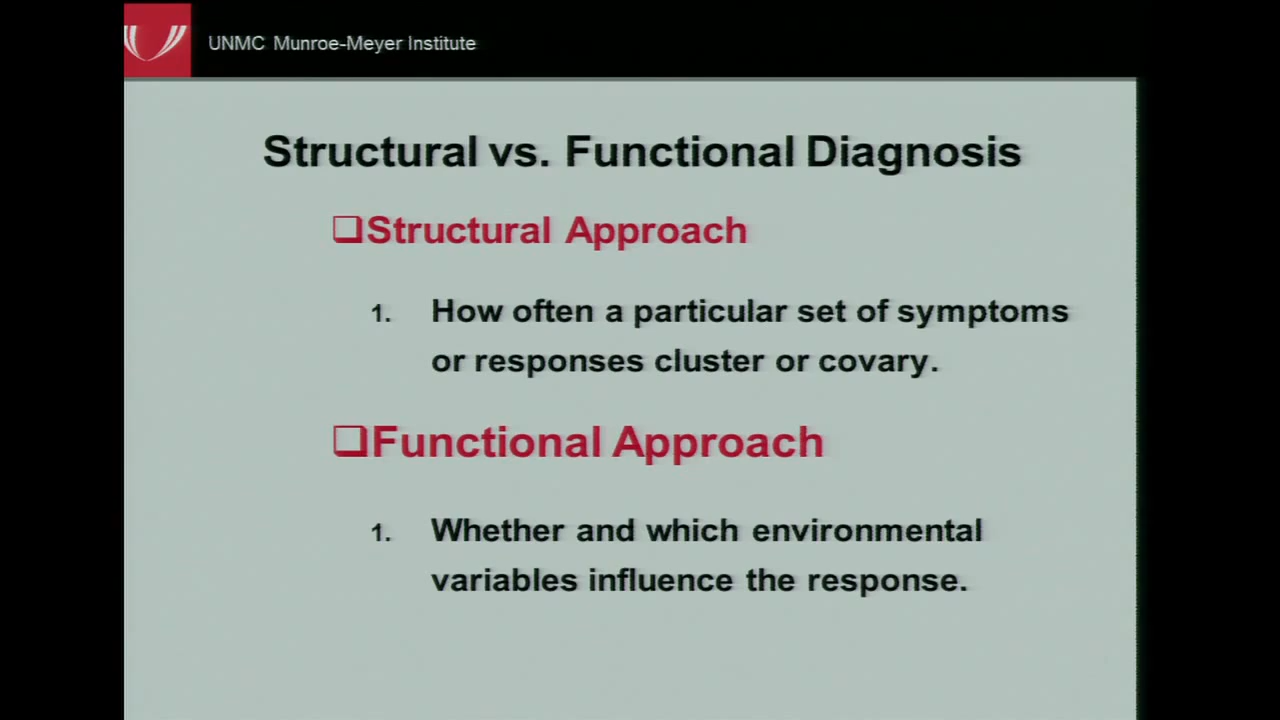 UNMC Munroe-Meyer Institute
Structural vs. Functional Diagnosis
❑Structural Approach
1. How often a particular set of symptoms
or responses cluster or covary.
❑Functional Approach
1. Whether and which environmental
variables influence the response.